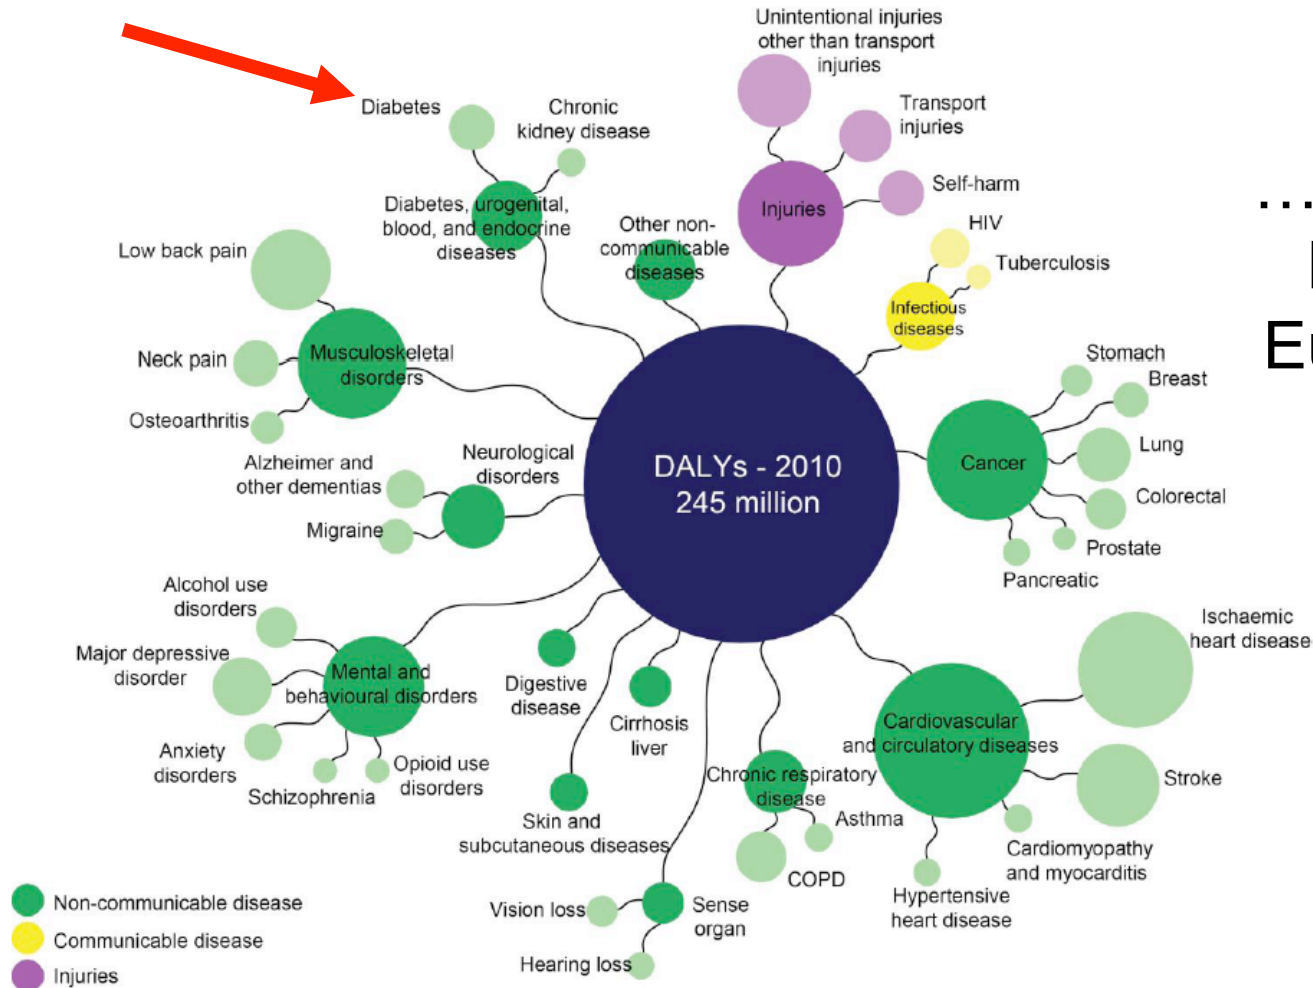 Unintentional injuries
other than transport
injuries
Transport
injuries
Self-harm
Injuries
Diabetes
Chronic
kidney disease
Diabetes, urogenital,
blood, and endocrine
diseases
Other non-
communicable
diseases
HIV
Tuberculosis
Infectious
diseases
…
Low back pain
Neck pain
Osteoarthritis
Musculoskeletal
disorders
Stomach
Breast
Lung
Colorectal
Prostate
Pancreatic
Cancer
DALYs - 2010
245 million
Alzheimer and
other dementias
Migraine
Neurological
disorders
Alcohol use
disorders
Major depressive
disorder
Anxiety
disorders
Schizophrenia
Opioid use
disorders
Mental and
behavioural disorders
Digestive
disease
Cirrhosis
liver
Skin and
subcutaneous diseases
Chronic respiratory
disease
Asthma
COPD
Ischaemic
heart disease
Cardiovascular
and circulatory diseases
Stroke
Cardiomyopathy
and myocarditis
Hypertensive
heart disease
Vision loss
Hearing loss
Sense
organ
Non-communicable disease
Communicable disease
Injuries